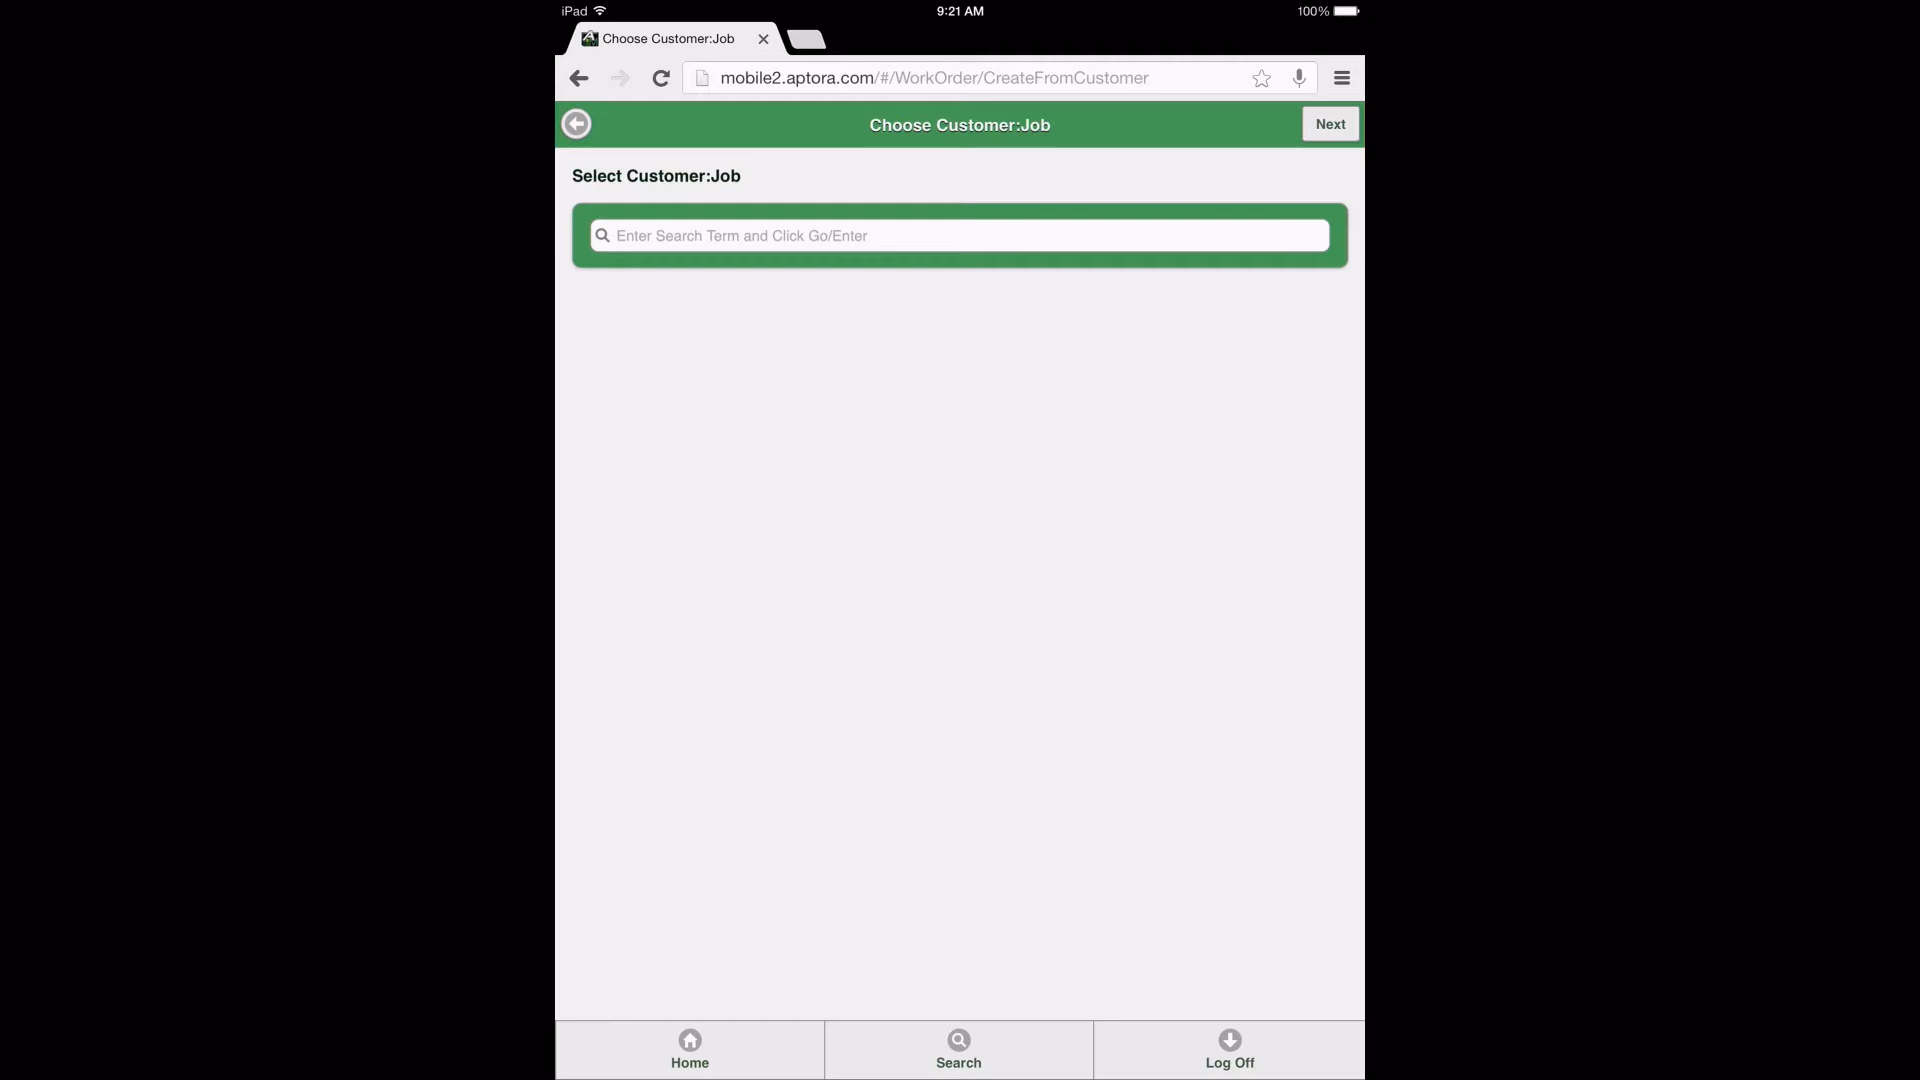 iPad
9:21 AM
100%
Choose Customer:Job
mobile2.aptora.com/#/WorkOrder/CreateFromCustomer
Choose Customer:Job
Next
Select Customer:Job
Enter Search Term and Click Go/Enter
Home
Search
Log Off